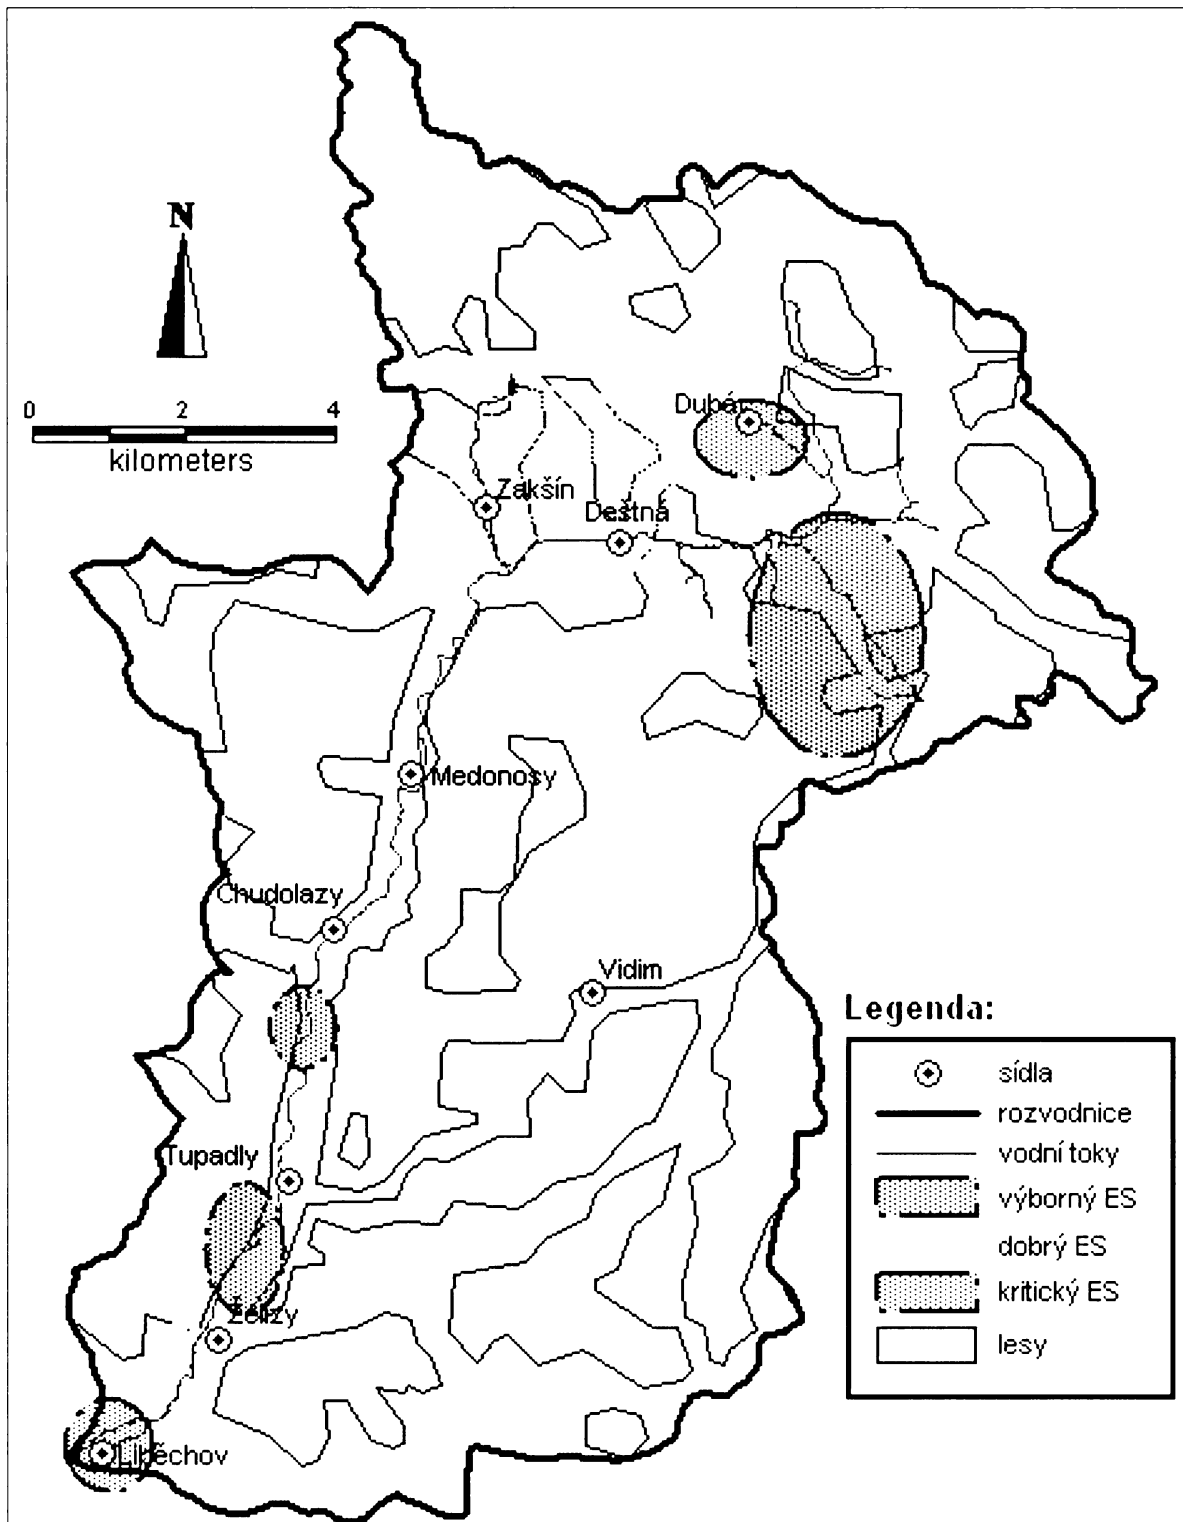 N
0 2 4
kilometers
Dubá
Zakšín
Deštná
Medonosy
Chudolazy
Vidim
Tupadly
Želízy
Liběchov
Legenda:
sídla
rozvodnice
vodní toky
výborný ES
dobrý ES
kritický ES
lesy